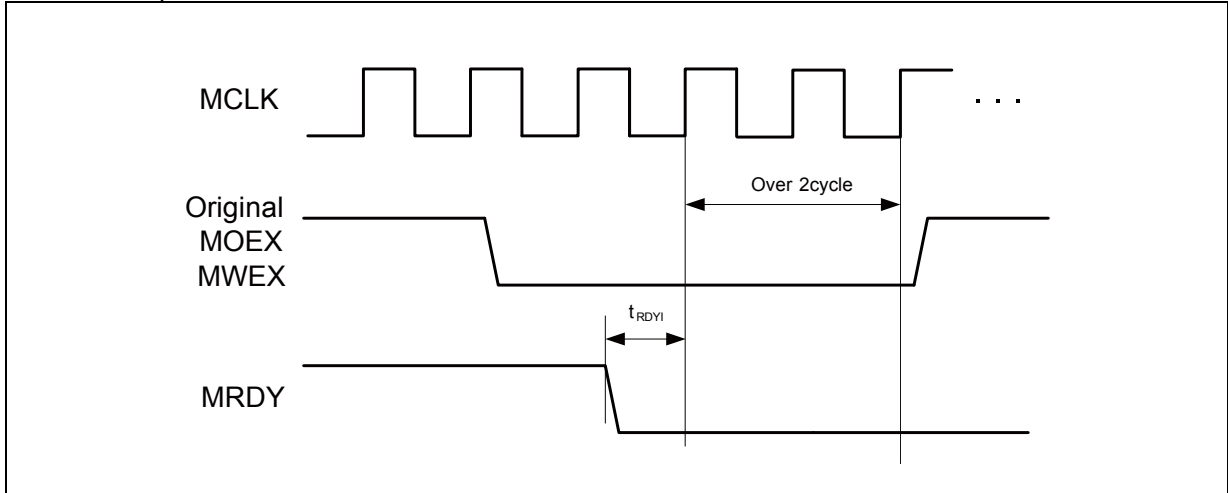 MCLK
. . .
Over 2cycle
Original
MOEX
MWEX
tRDYI
MRDY